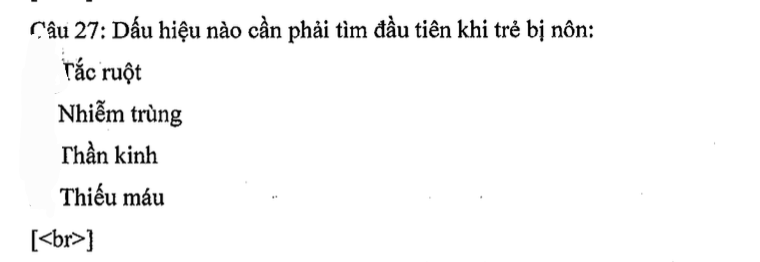 Câu 27: Dấu hiệu nào cần phải tìm đầu tiên khi trẻ bị nôn:
Tắc ruột
Nhiễm trùng
Thần kinh
Thiếu máu
[<br>]